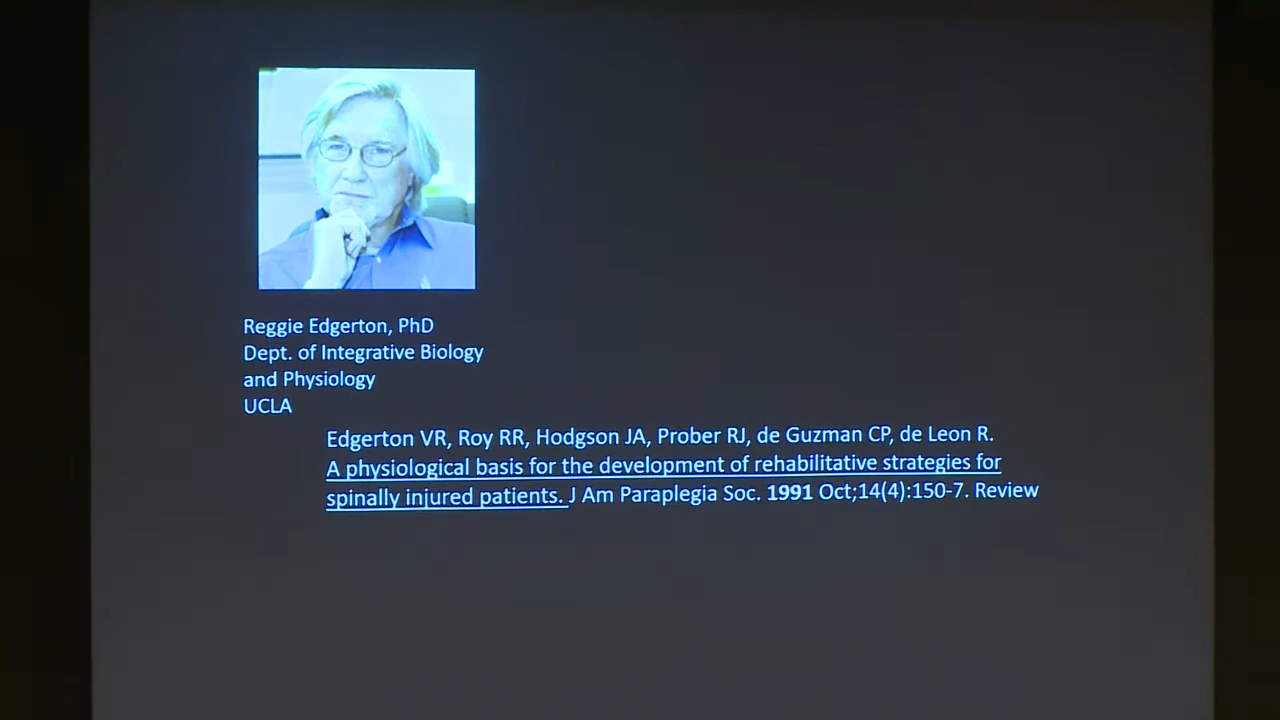 Reggie Edgerton, PhD
Dept. of Integrative Biology
and Physiology
UCLA
Edgerton VR, Roy RR, Hodgson JA, Prober RJ, de Guzman CP, de Leon R.
A physiological basis for the development of rehabilitative strategies for
spinally injured patients. J Am Paraplegia Soc. 1991 Oct;14(4):150-7. Review